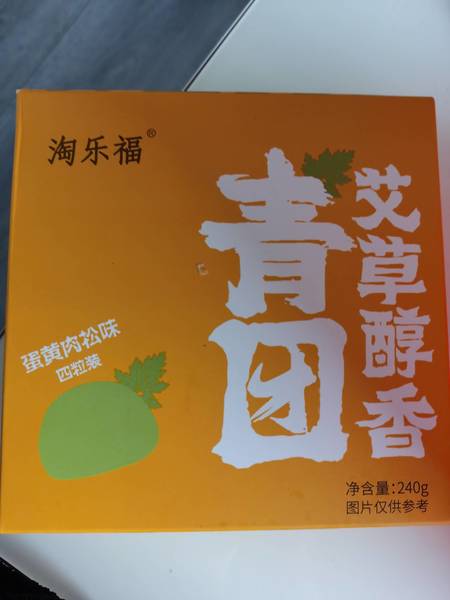 淘乐福®
青团
艾草醇香
蛋黄肉松味
四粒装
净含量:240g
图片仅供参考